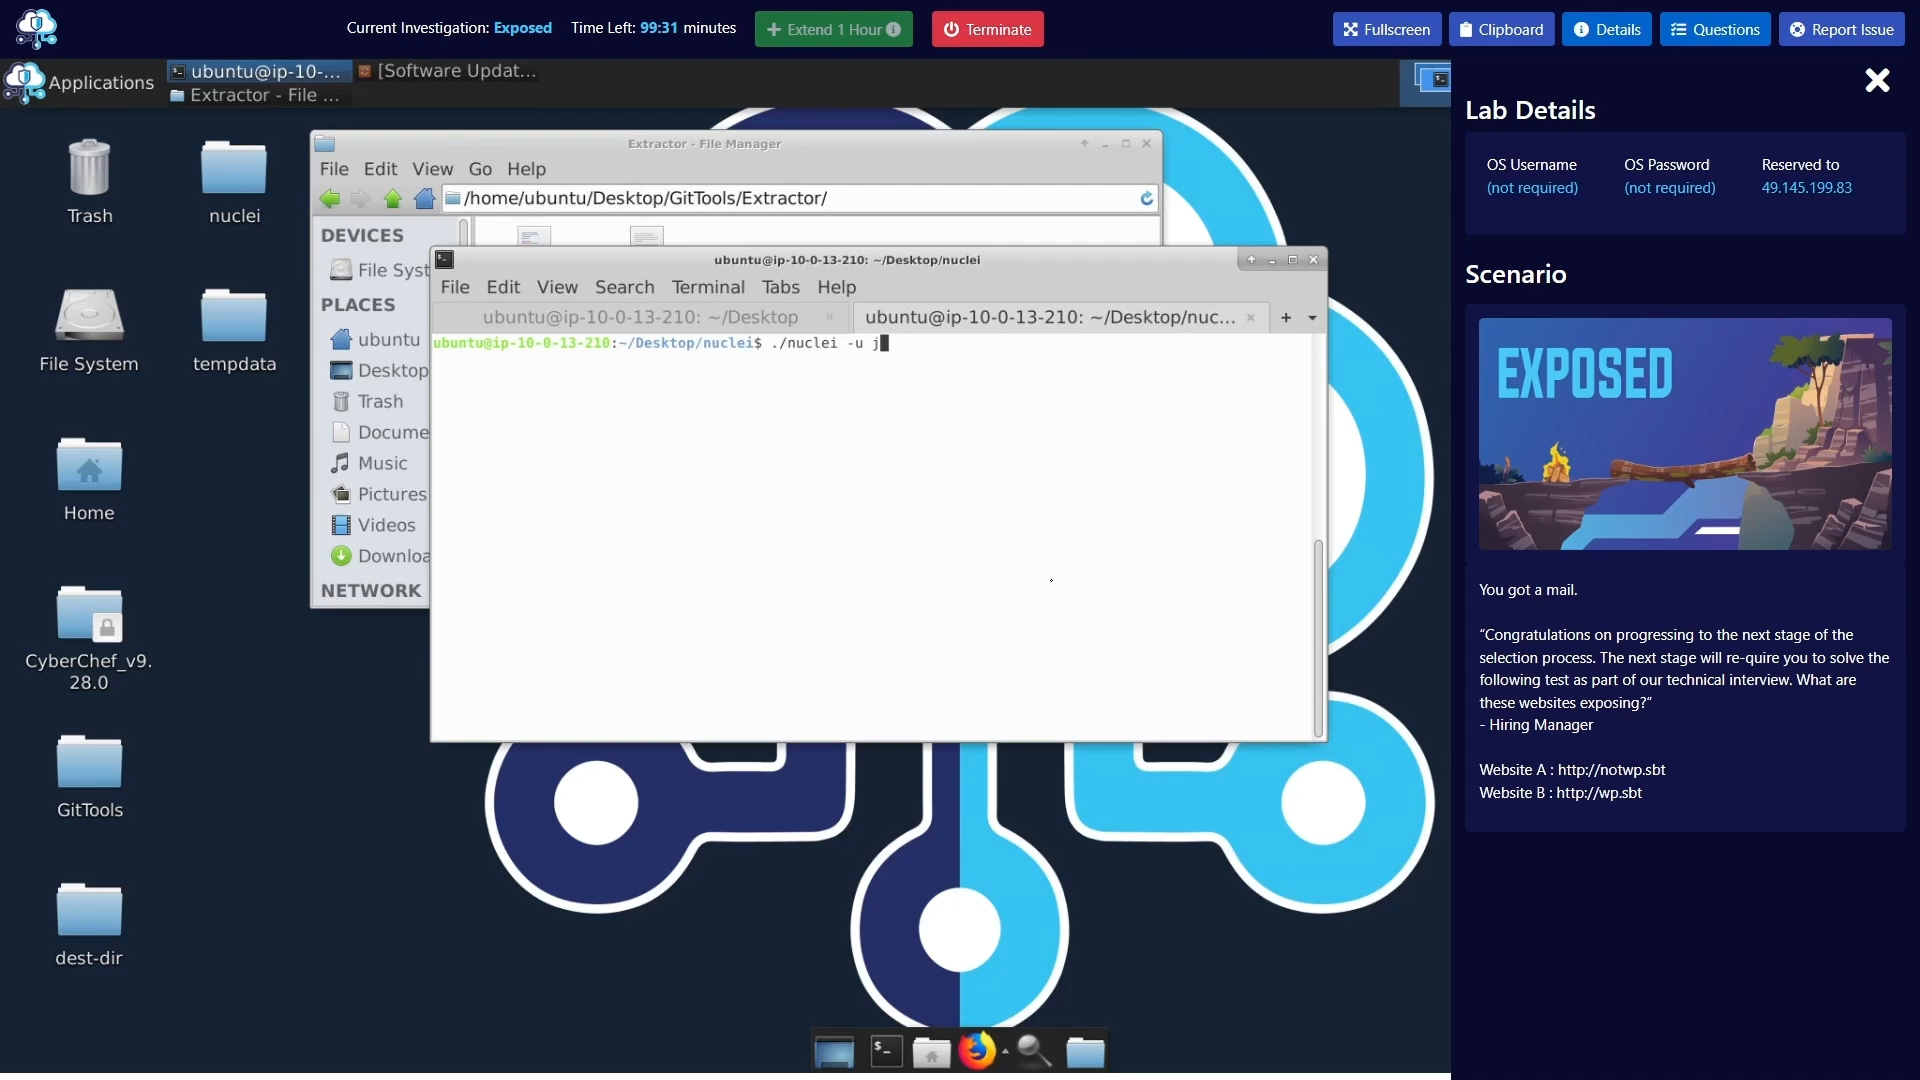 Current Investigation: Exposed Time Left: 99:31 minutes Extend 1 Hour Terminate Fullscreen Clipboard Details Questions Report Issue
Applications ubuntu@ip-10-... [Software Updat...
Extractor - File ...
Trash
nuclei
File System
tempdata
Home
CyberChef_v9.
28.0
GitTools
dest-dir
Extractor - File Manager
File Edit View Go Help
/home/ubuntu/Desktop/GitTools/Extractor/
DEVICES
File Syst
PLACES
ubuntu
Desktop
Trash
Docume
Music
Pictures
Videos
Downloa
NETWORK
ubuntu@ip-10-0-13-210: ~/Desktop/nuclei
File Edit View Search Terminal Tabs Help
ubuntu@ip-10-0-13-210: ~/Desktop ubuntu@ip-10-0-13-210: ~/Desktop/nuc...
ubuntu@ip-10-0-13-210:~/Desktop/nuclei$ ./nuclei -u j
Lab Details
OS Username OS Password Reserved to
(not required) (not required) 49.145.199.83
Scenario
EXPOSED
You got a mail.
“Congratulations on progressing to the next stage of the
selection process. The next stage will re-quire you to solve the
following test as part of our technical interview. What are
these websites exposing?”
- Hiring Manager
Website A : http://notwp.sbt
Website B : http://wp.sbt